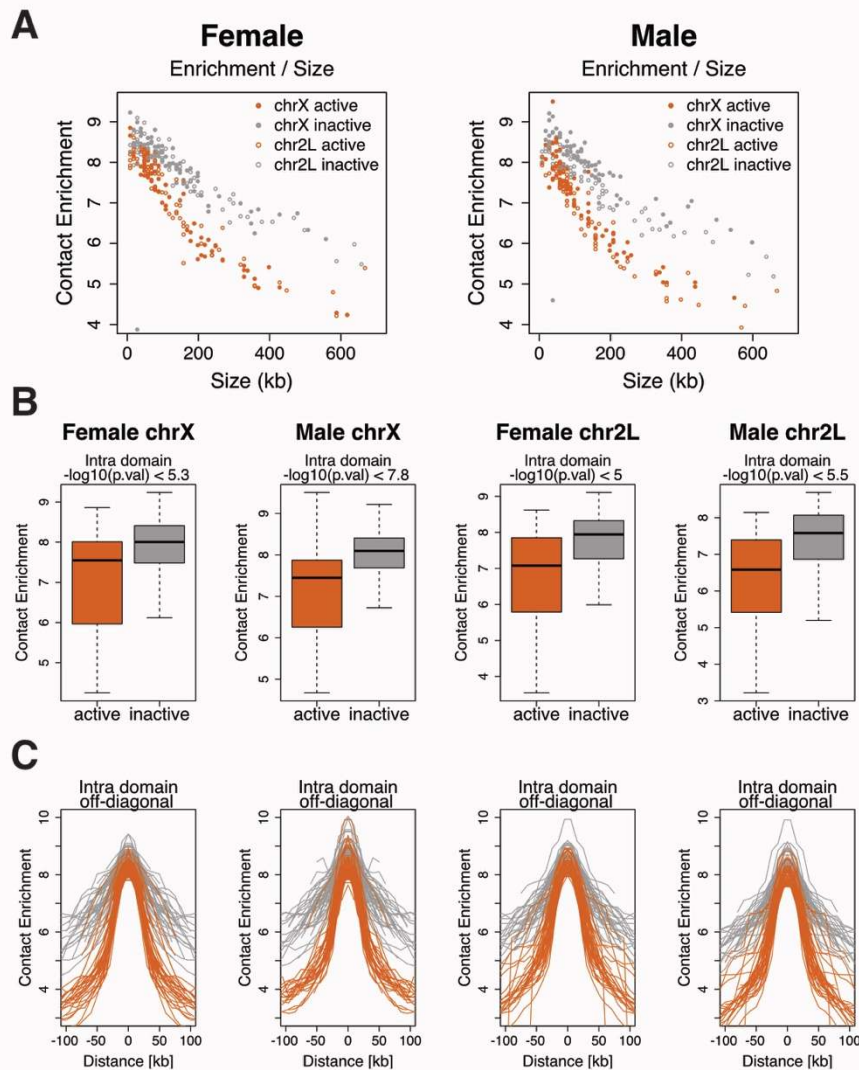 A
Female
Male
Enrichment / Size
Enrichment / Size
Contact Enrichment
9
8
7
6
5
4
chrX active
chrX inactive
chr2L active
chr2L inactive
0 200 400 600
Size (kb)
Contact Enrichment
9
8
7
6
5
4
chrX active
chrX inactive
chr2L active
chr2L inactive
0 200 400 600
Size (kb)
B
Female chrX
Intra domain
-log10(p.val) < 5.3
Contact Enrichment
9
8
7
6
5
active inactive
Male chrX
Intra domain
-log10(p.val) < 7.8
Contact Enrichment
9
8
7
6
5
active inactive
Female chr2L
Intra domain
-log10(p.val) < 5
Contact Enrichment
9
8
7
6
5
4
active inactive
Male chr2L
Intra domain
-log10(p.val) < 5.5
Contact Enrichment
8
7
6
5
4
3
active inactive
C
Intra domain
off-diagonal
Contact Enrichment
10
8
6
4
-100 -50 0 50 100
Distance [kb]
Intra domain
off-diagonal
Contact Enrichment
10
8
6
4
-100 -50 0 50 100
Distance [kb]
Intra domain
off-diagonal
Contact Enrichment
10
8
6
4
-100 -50 0 50 100
Distance [kb]
Intra domain
off-diagonal
Contact Enrichment
10
8
6
4
-100 -50 0 50 100
Distance [kb]